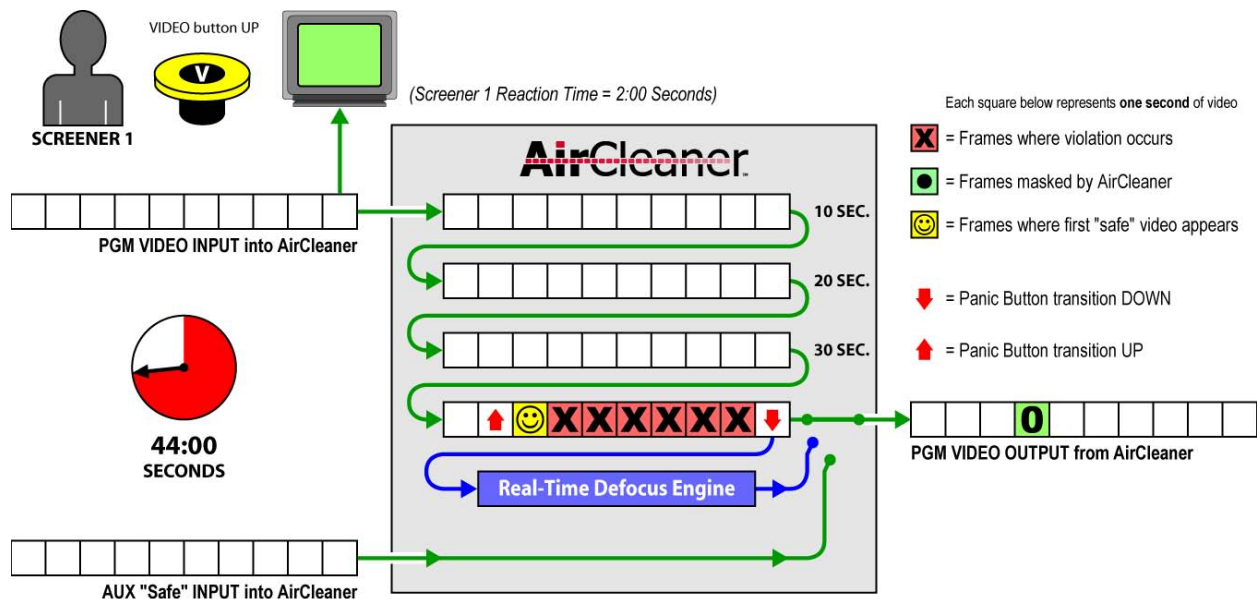 VIDEO button UP
V
SCREENER 1
(Screener 1 Reaction Time = 2:00 Seconds)
Each square below represents one second of video
X = Frames where violation occurs
= Frames masked by AirCleaner
= Frames where first "safe" video appears
= Panic Button transition DOWN
= Panic Button transition UP
AirCleaner™
10 SEC.
PGM VIDEO INPUT into AirCleaner
20 SEC.
30 SEC.
X X X X X X
0
PGM VIDEO OUTPUT from AirCleaner
44:00
SECONDS
Real-Time Defocus Engine
AUX "Safe" INPUT into AirCleaner